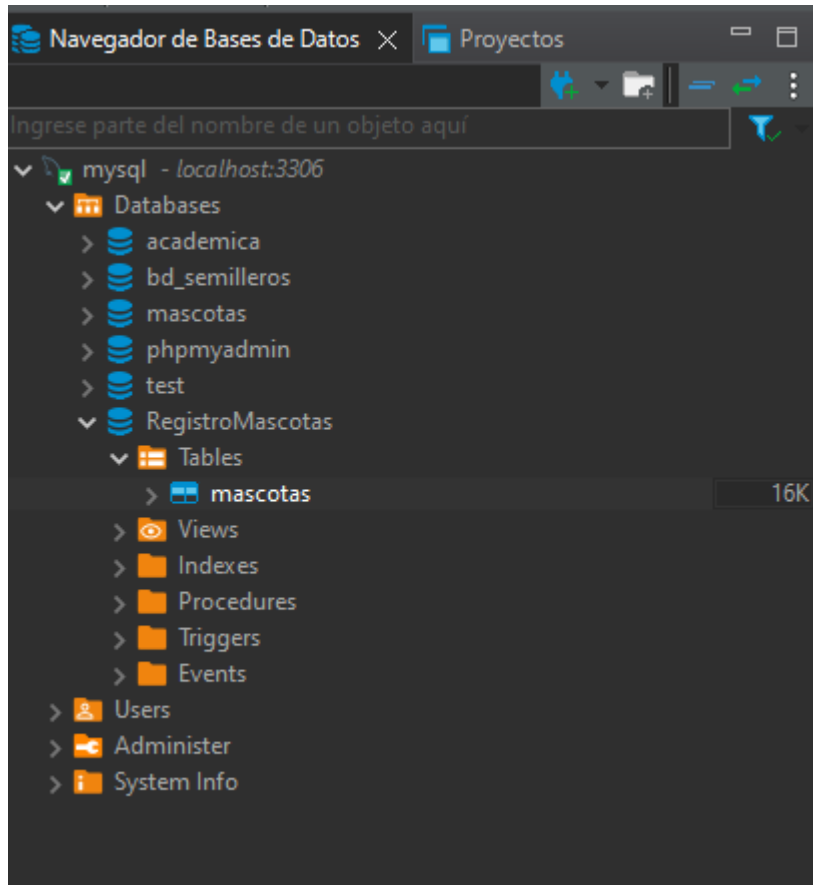 Navegador de Bases de Datos Proyectos
Ingrese parte del nombre de un objeto aquí
mysql - localhost:3306
Databases
academica
bd_semilleros
mascotas
phpmyadmin
test
RegistroMascotas
Tables
mascotas 16K
Views
Indexes
Procedures
Triggers
Events
Users
Administer
System Info